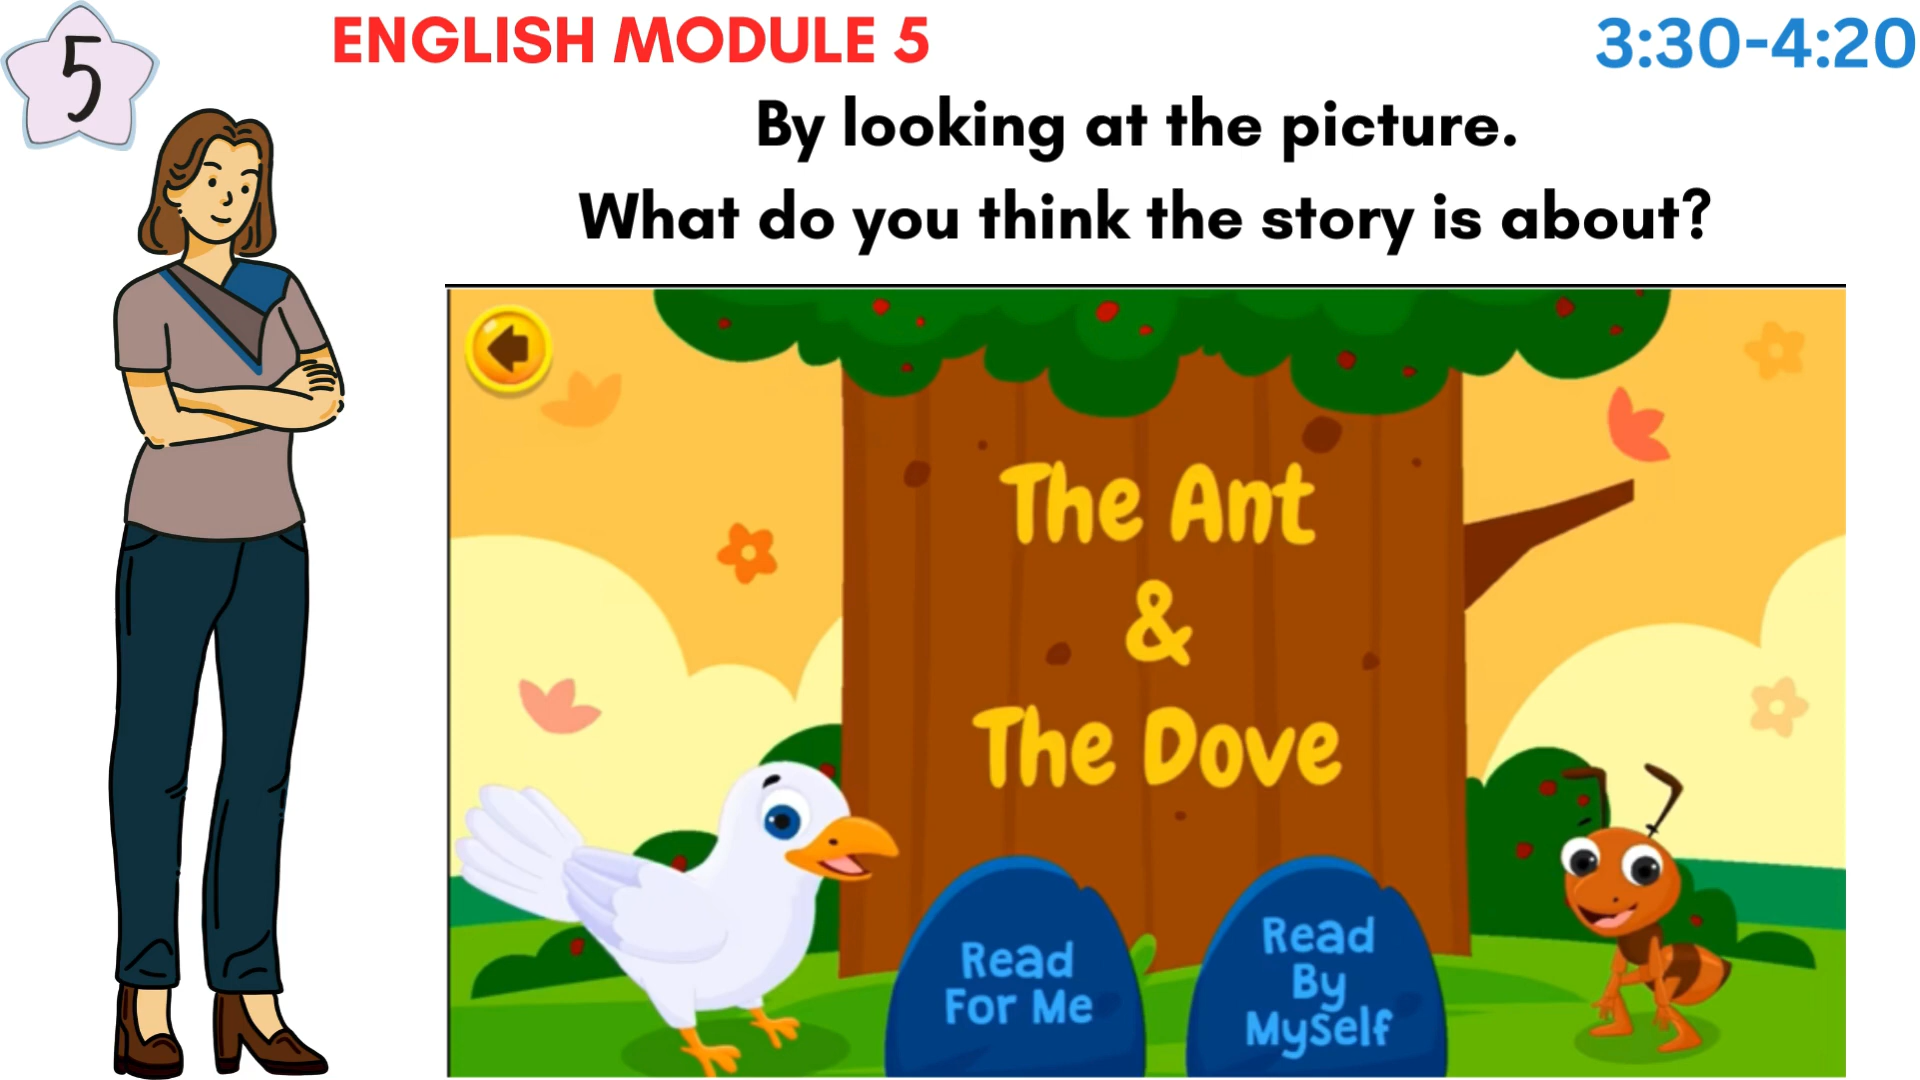 5
ENGLISH MODULE 5
3:30-4:20
By looking at the picture.
What do you think the story is about?
The Ant
&
The Dove
Read
For Me
Read
By
Myself